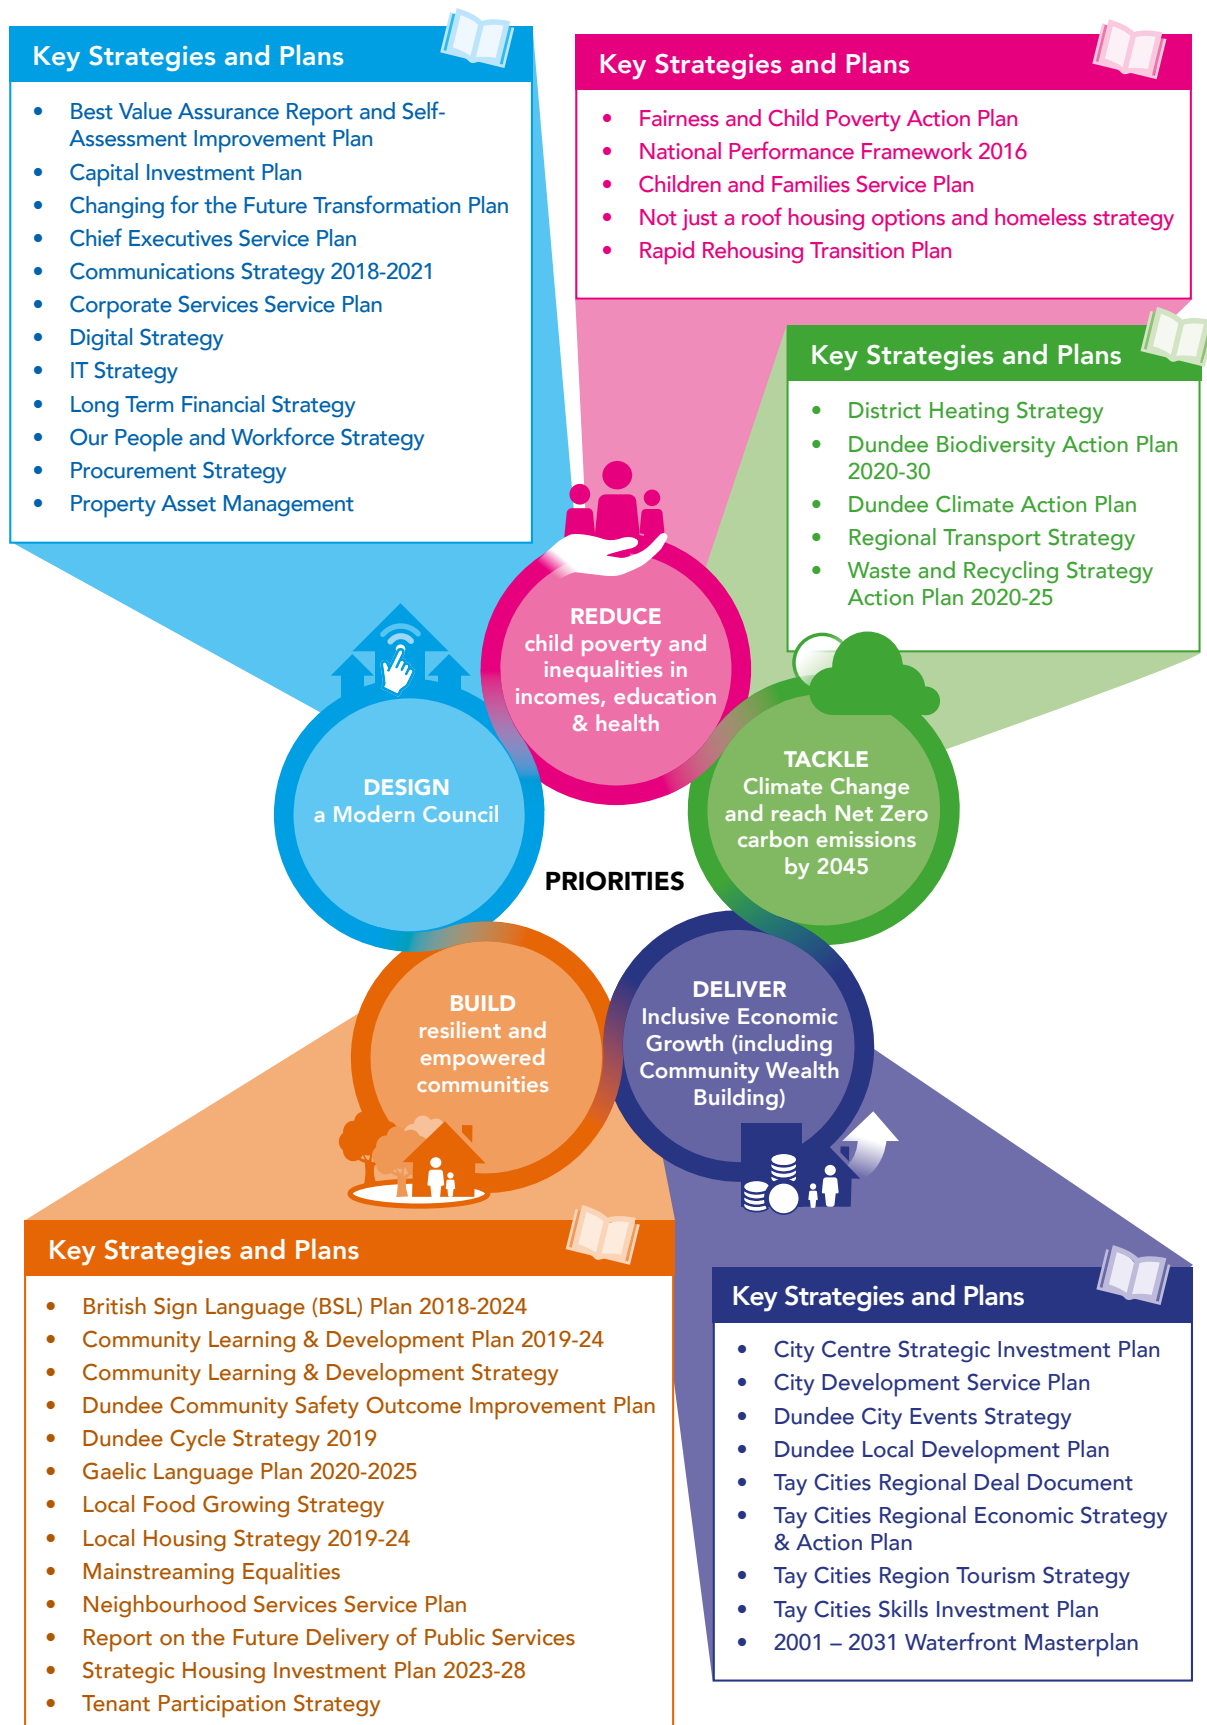 Key Strategies and Plans
• Best Value Assurance Report and Self-
Assessment Improvement Plan
• Capital Investment Plan
• Changing for the Future Transformation Plan
• Chief Executives Service Plan
• Communications Strategy 2018-2021
• Corporate Services Service Plan
• Digital Strategy
• IT Strategy
• Long Term Financial Strategy
• Our People and Workforce Strategy
• Procurement Strategy
• Property Asset Management
Key Strategies and Plans
• Fairness and Child Poverty Action Plan
• National Performance Framework 2016
• Children and Families Service Plan
• Not just a roof housing options and homeless strategy
• Rapid Rehousing Transition Plan
Key Strategies and Plans
• District Heating Strategy
• Dundee Biodiversity Action Plan
2020-30
• Dundee Climate Action Plan
• Regional Transport Strategy
• Waste and Recycling Strategy
Action Plan 2020-25
REDUCE
child poverty and
inequalities in
incomes, education
& health
DESIGN
a Modern Council
TACKLE
Climate Change
and reach Net Zero
carbon emissions
by 2045
PRIORITIES
BUILD
resilient and
empowered
communities
DELIVER
Inclusive Economic
Growth (including
Community Wealth
Building)
Key Strategies and Plans
• British Sign Language (BSL) Plan 2018-2024
• Community Learning & Development Plan 2019-24
• Community Learning & Development Strategy
• Dundee Community Safety Outcome Improvement Plan
• Dundee Cycle Strategy 2019
• Gaelic Language Plan 2020-2025
• Local Food Growing Strategy
• Local Housing Strategy 2019-24
• Mainstreaming Equalities
• Neighbourhood Services Service Plan
• Report on the Future Delivery of Public Services
• Strategic Housing Investment Plan 2023-28
• Tenant Participation Strategy
Key Strategies and Plans
• City Centre Strategic Investment Plan
• City Development Service Plan
• Dundee City Events Strategy
• Dundee Local Development Plan
• Tay Cities Regional Deal Document
• Tay Cities Regional Economic Strategy
& Action Plan
• Tay Cities Region Tourism Strategy
• Tay Cities Skills Investment Plan
• 2001 – 2031 Waterfront Masterplan